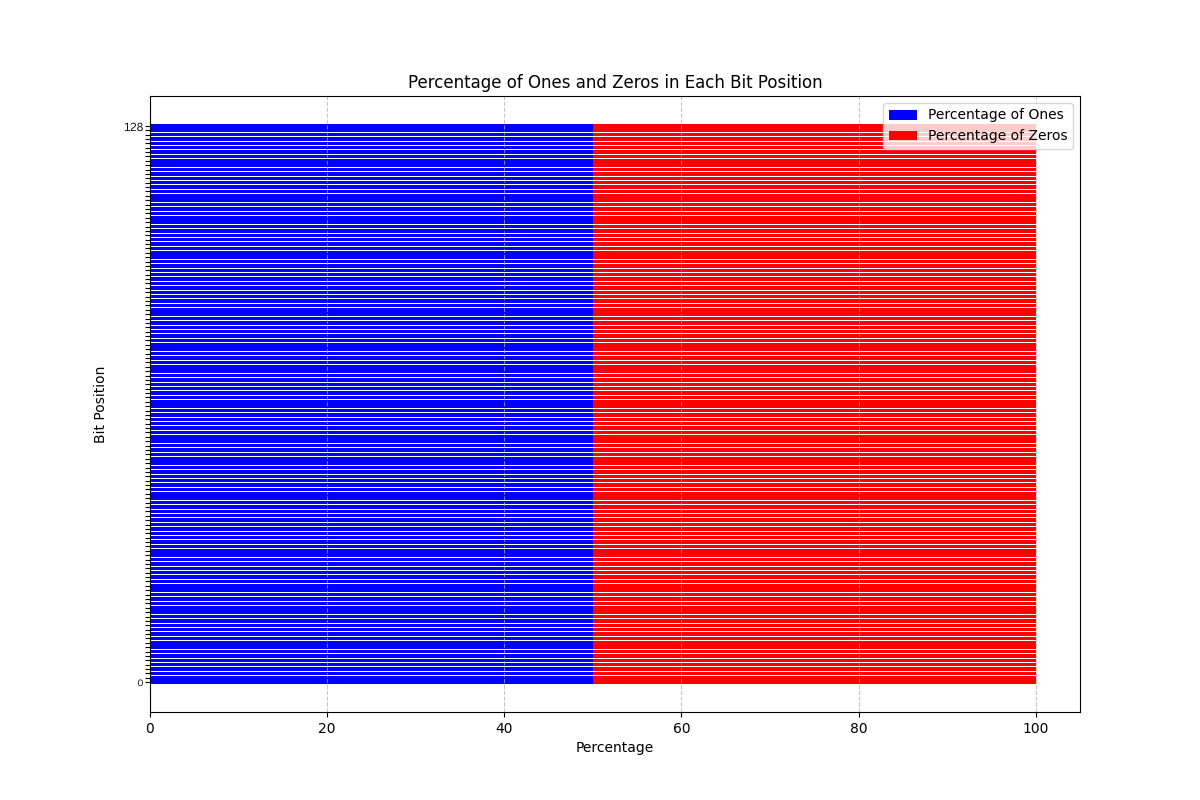 Percentage of Ones and Zeros in Each Bit Position
Percentage of Ones
Percentage of Zeros
128
0
Bit Position
0 20 40 60 80 100
Percentage